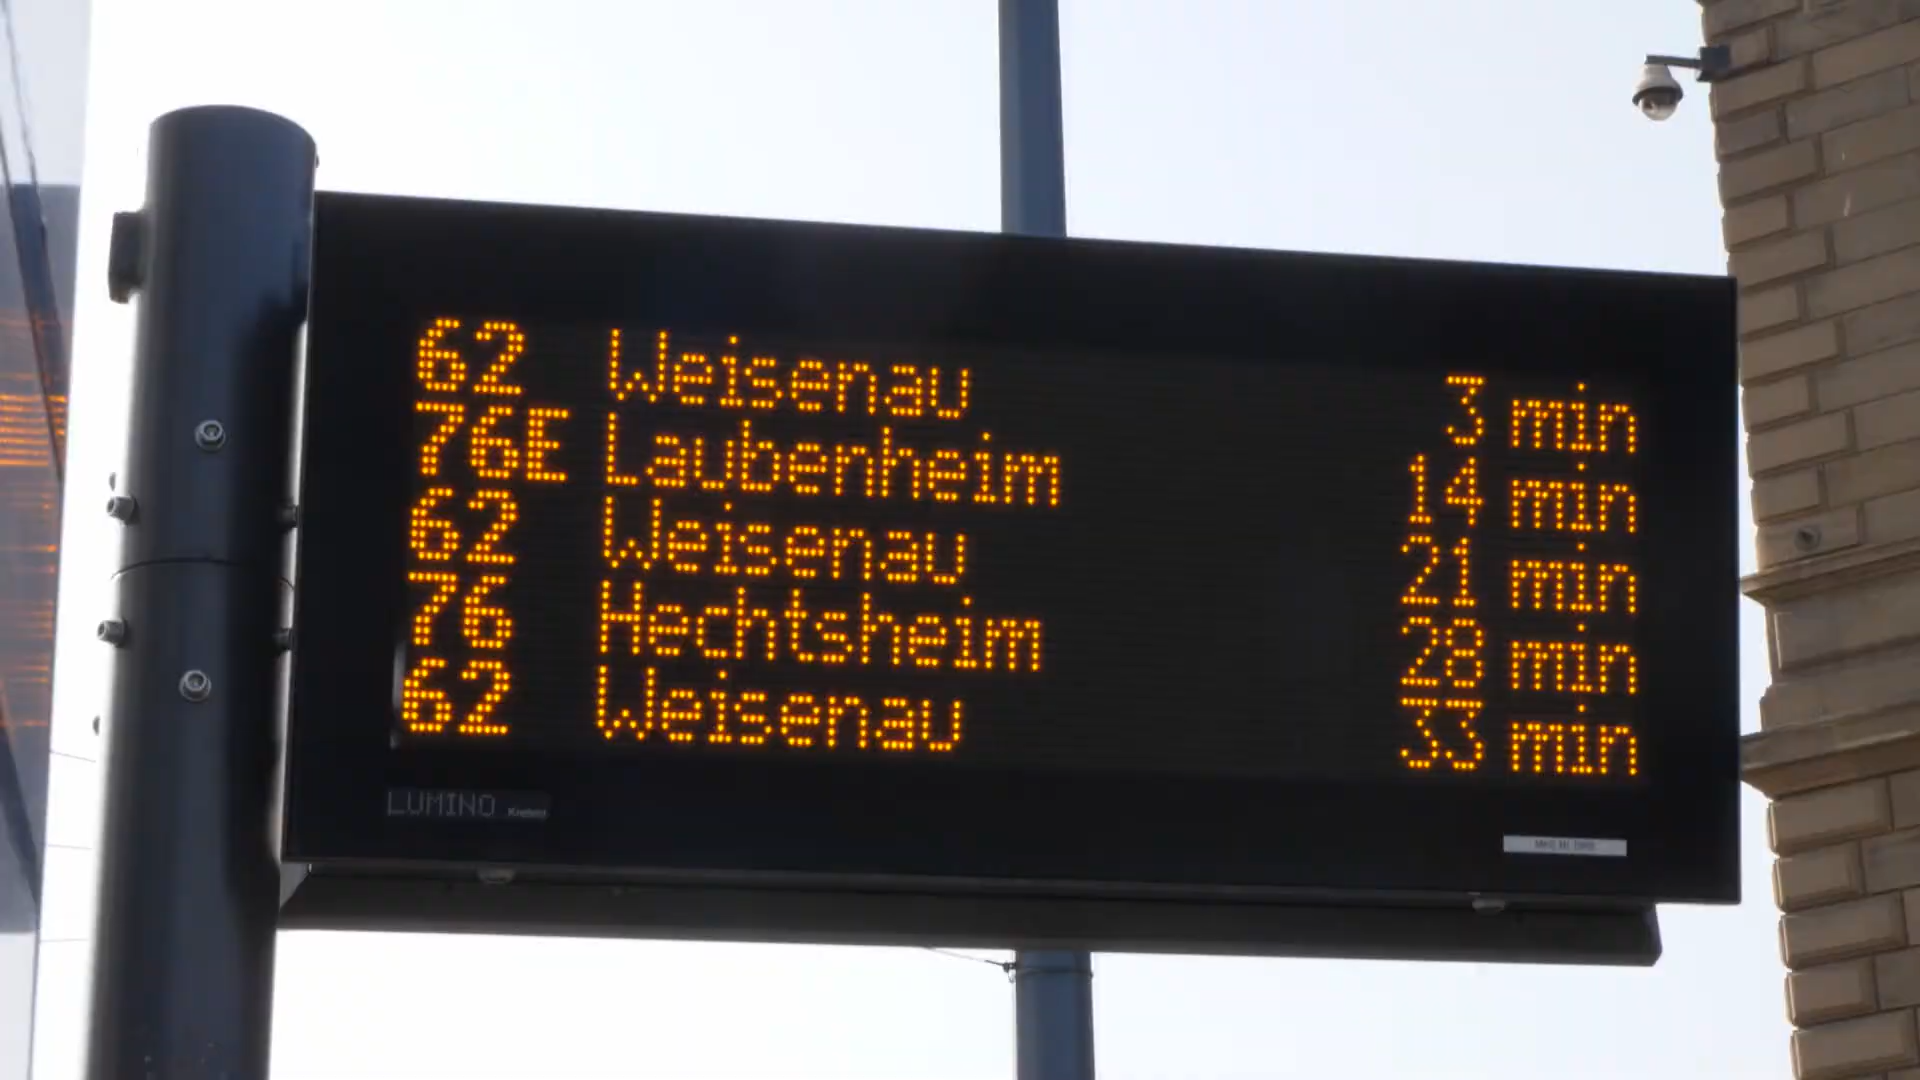 62 Weisenau 3 min
76E Laubenheim 14 min
62 Weisenau 21 min
76 Hechtsheim 28 min
62 Weisenau 33 min
LUMINO Krefeld